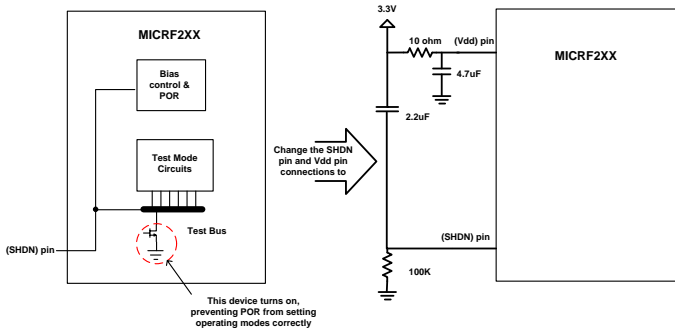 MICRF2XX
Bias
control &
POR
Test Mode
Circuits
Test Bus
(SHDN) pin
This device turns on,
preventing POR from setting
operating modes correctly
Change the SHDN
pin and Vdd pin
connections to
3.3V
10 ohm
(Vdd) pin
4.7uF
2.2uF
(SHDN) pin
100K
MICRF2XX